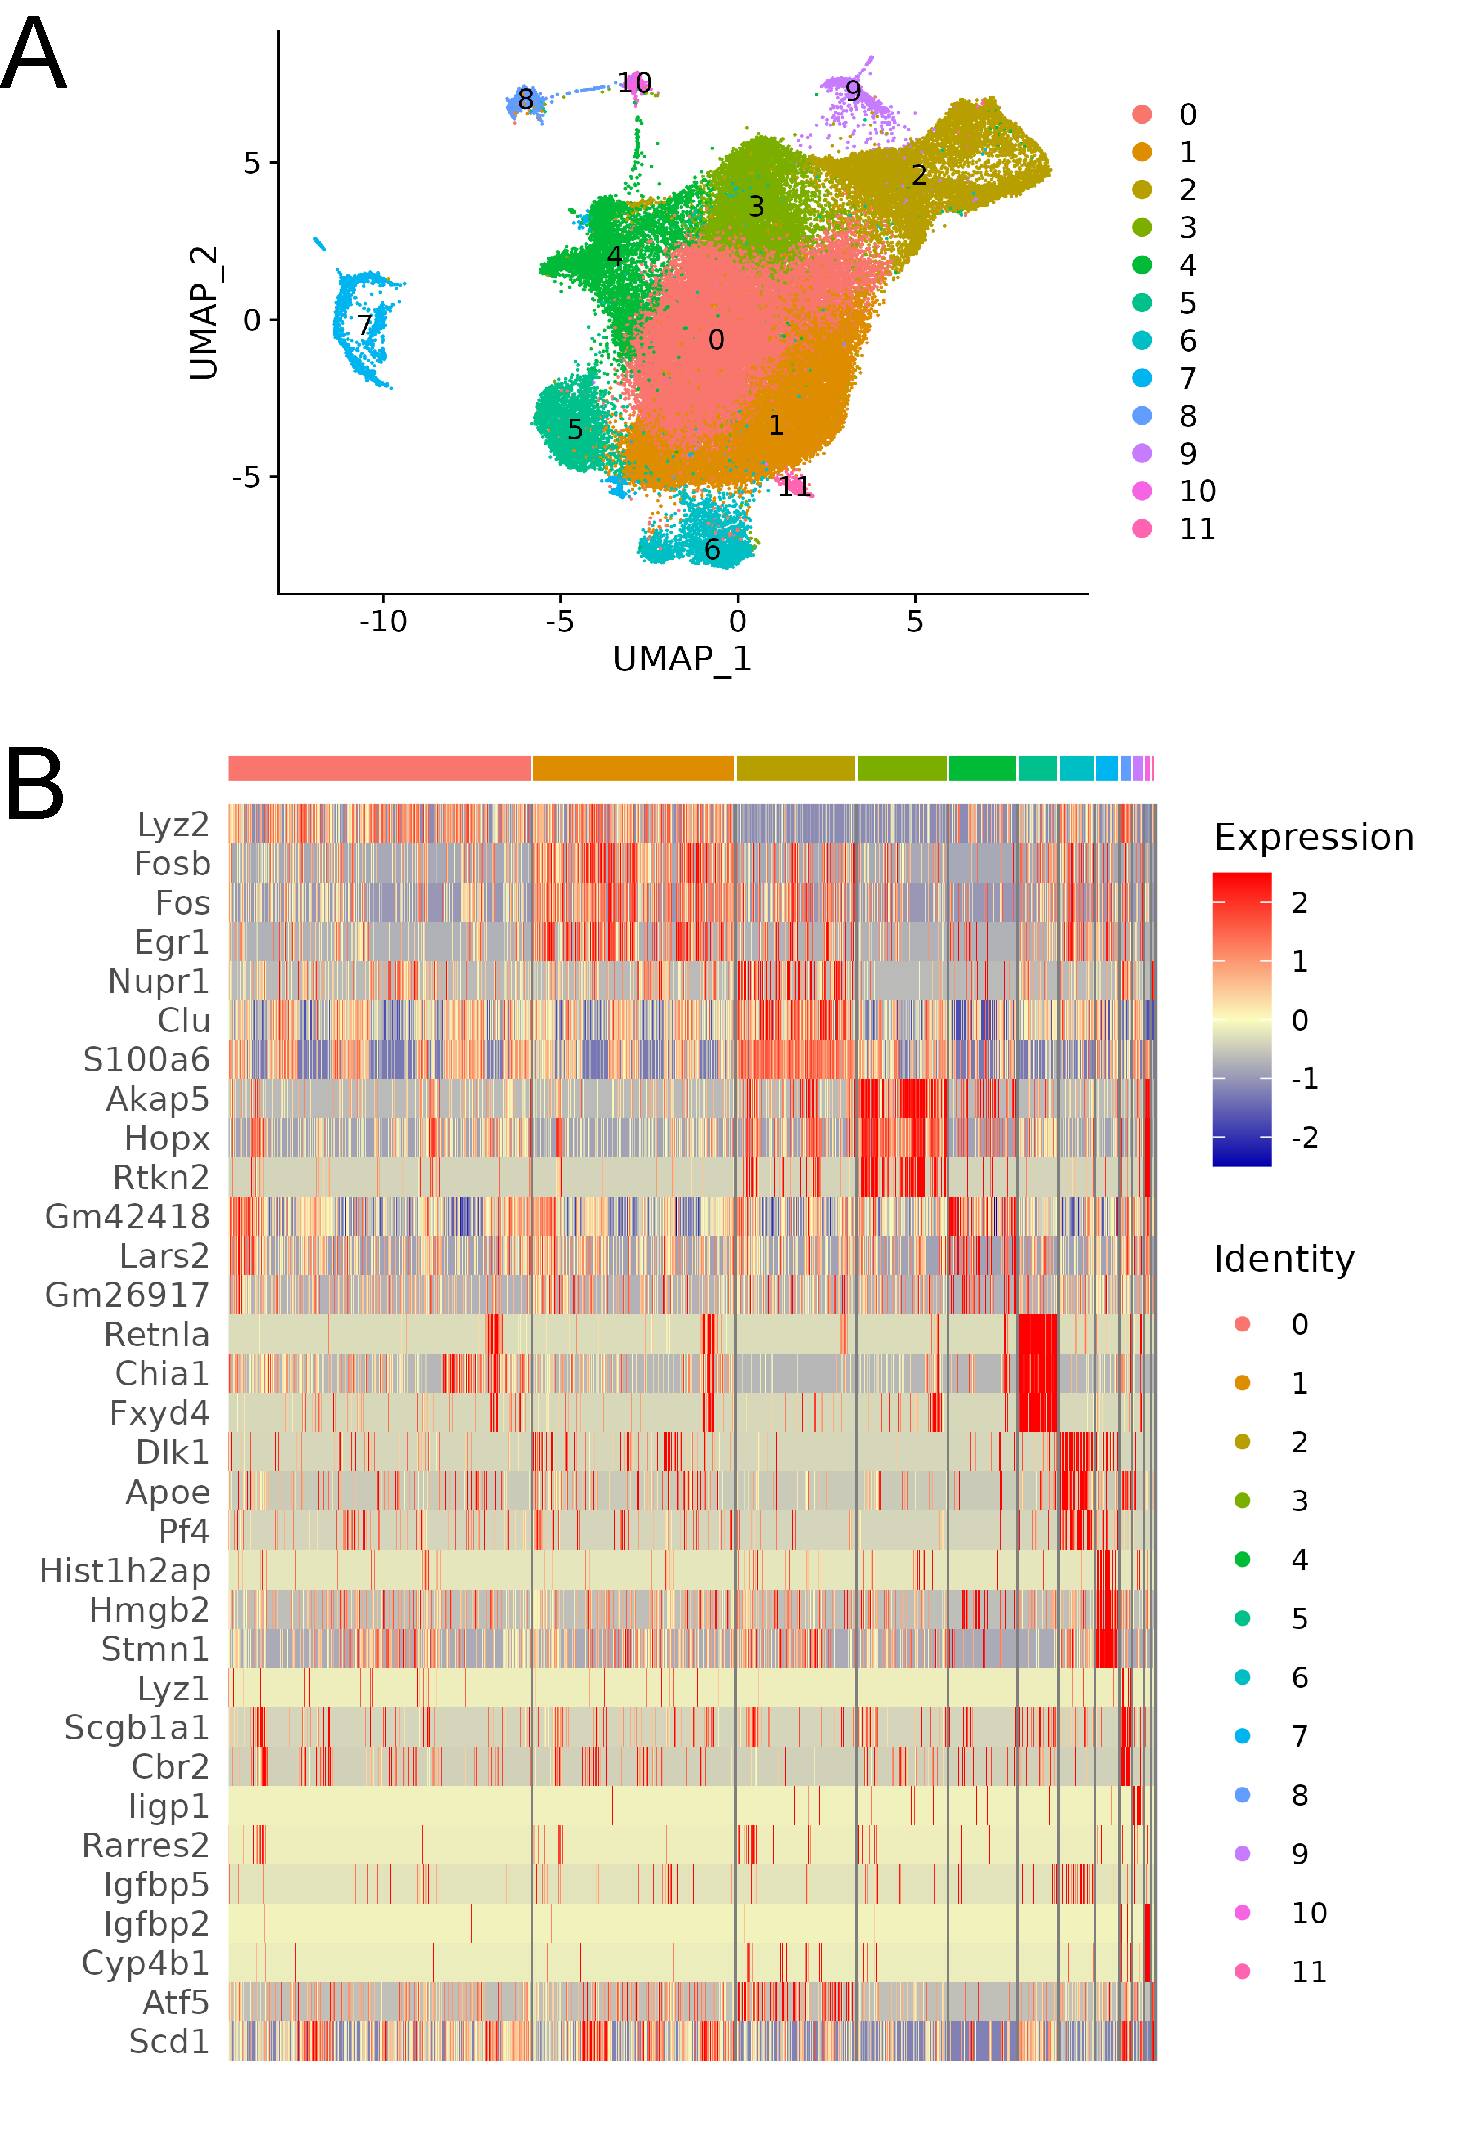 A
10
8
9
2
3
4
7
0
5
1
11
6
5
0
-5
UMAP_2
-10
-5
0
5
UMAP_1
0
1
2
3
4
5
6
7
8
9
10
11
B
Lyz2
Fosb
Fos
Egr1
Nupr1
Clu
S100a6
Akap5
Hopx
Rtkn2
Gm42418
Lars2
Gm26917
Retnla
Chia1
Fxyd4
Dlk1
Apoe
Pf4
Hist1h2ap
Hmgb2
Stmn1
Lyz1
Scgb1a1
Cbr2
Iigp1
Rarres2
Igfbp5
Igfbp2
Cyp4b1
Atf5
Scd1
Expression
2
1
0
-1
-2
Identity
0
1
2
3
4
5
6
7
8
9
10
11